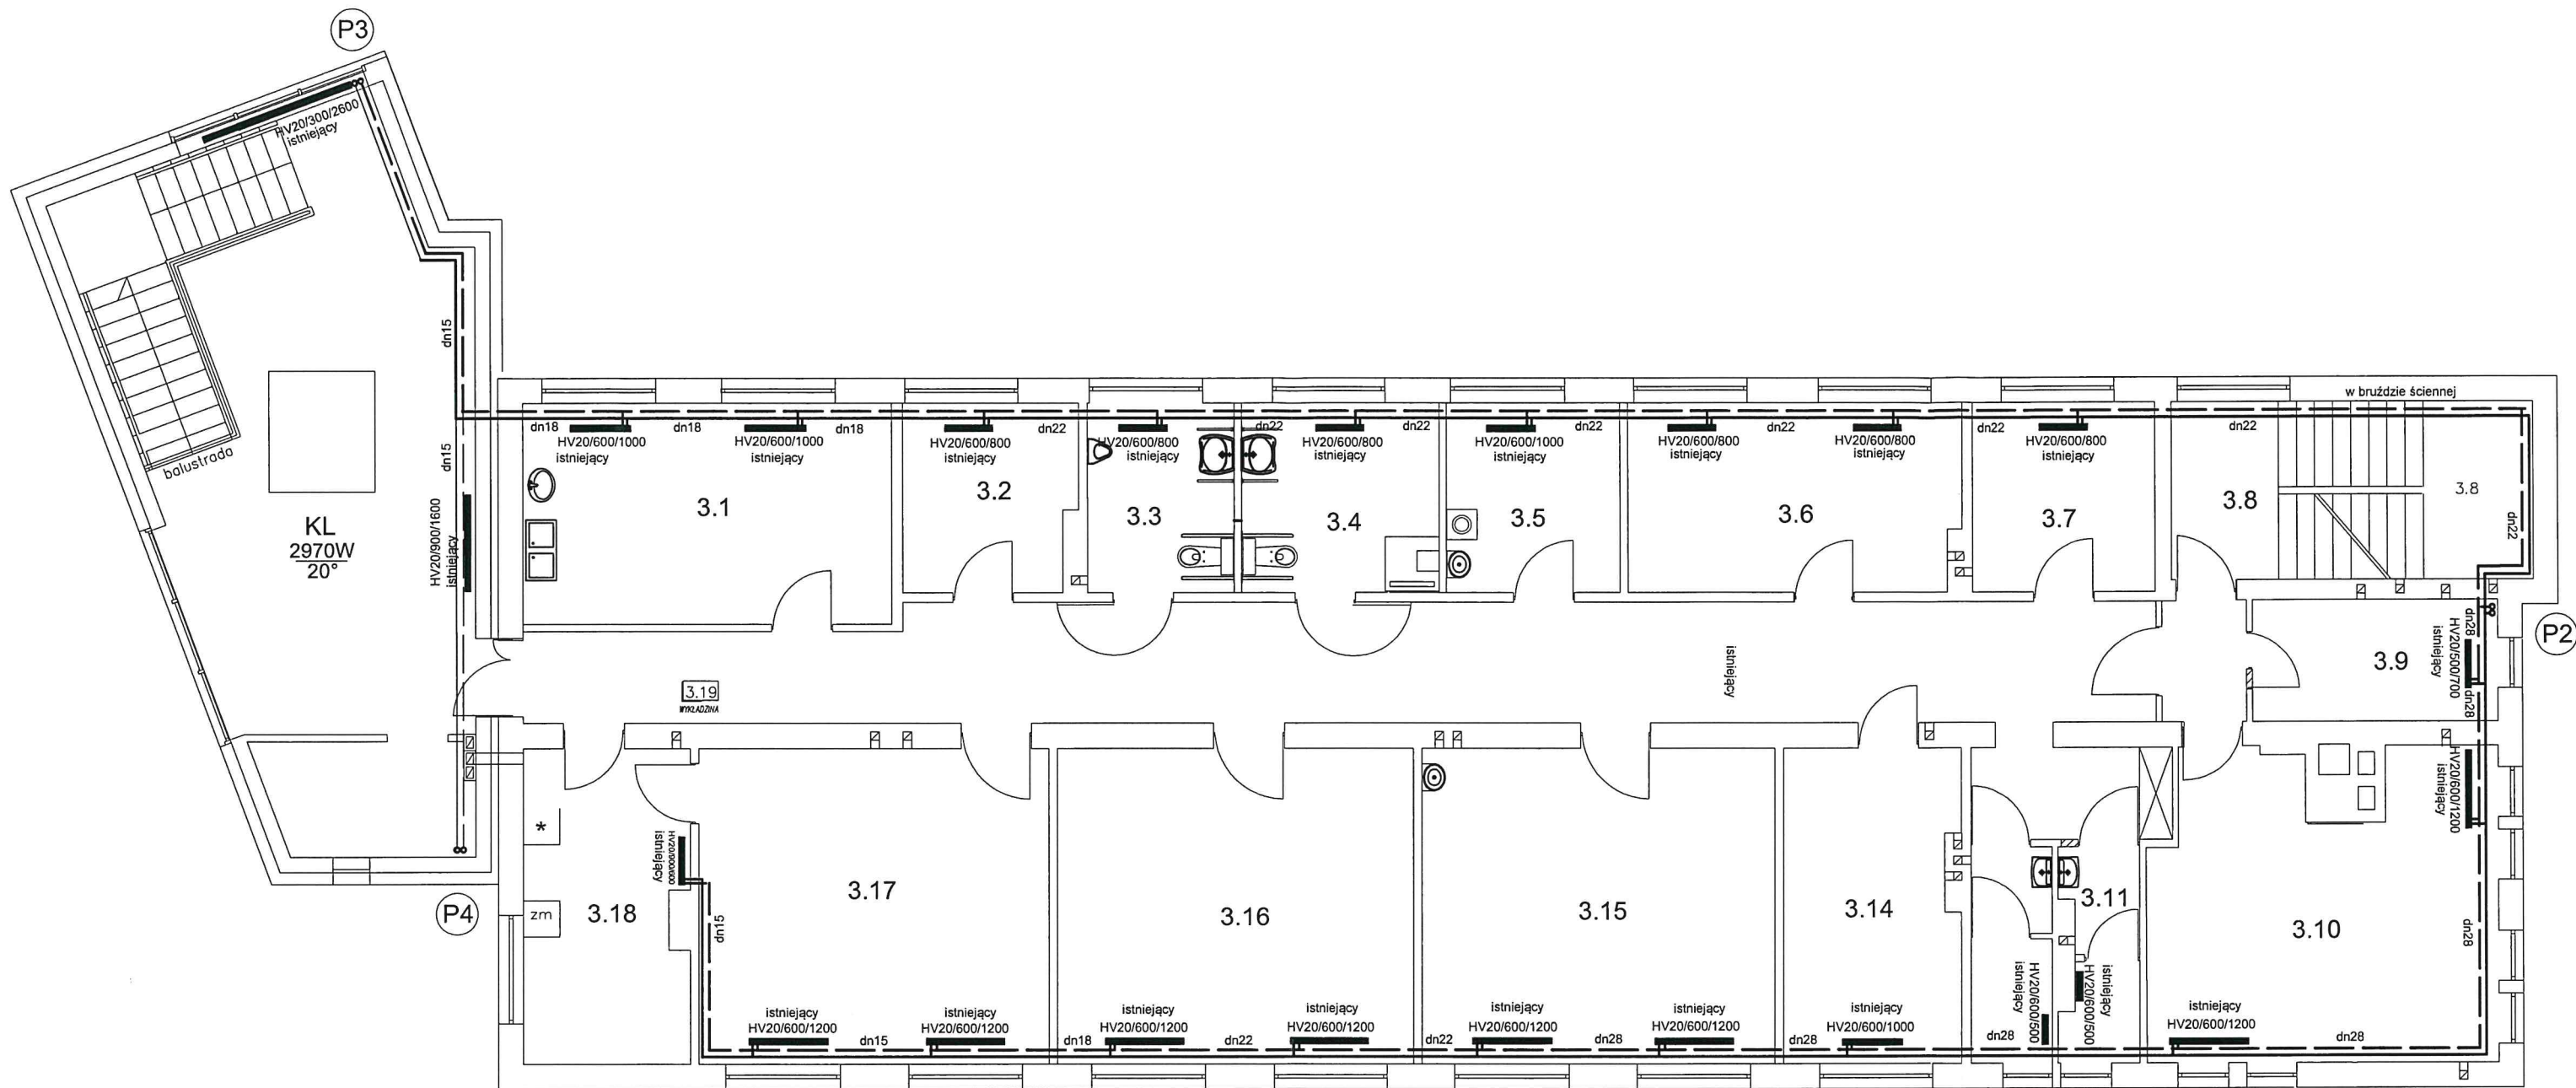 P3
HV20/300/2600
istniejący
dn15
dn15
balustrada
KL
2970W
20°
HV20/900/1600
istniejący
P4
w bruździe ściennej
dn18
HV20/600/1000
istniejący
dn18
HV20/600/1000
istniejący
dn18
HV20/600/800
istniejący
dn22
HV20/600/800
istniejący
dn22
HV20/600/800
istniejący
dn22
HV20/600/1000
istniejący
dn22
HV20/600/800
istniejący
dn22
HV20/600/800
istniejący
dn22
HV20/600/800
istniejący
dn22
3.1
3.2
3.3
3.4
3.5
3.6
3.7
3.8
3.8
dn22
P2
dn28
HV20/500/700
istniejący
dn28
3.9
istniejący
3.19
WYKŁADZINA
HV20/600/1200
istniejący
*
zm
3.18
HV20/900/600
istniejący
dn15
3.17
3.16
3.15
3.14
3.11
3.10
dn28
HV20/600/500
istniejący
istniejący
HV20/600/500
istniejący
HV20/600/1200
dn15
istniejący
HV20/600/1200
dn18
istniejący
HV20/600/1200
dn22
istniejący
HV20/600/1200
dn22
istniejący
HV20/600/1200
dn28
istniejący
HV20/600/1200
dn28
istniejący
HV20/600/1000
dn28
istniejący
HV20/600/1200
dn28